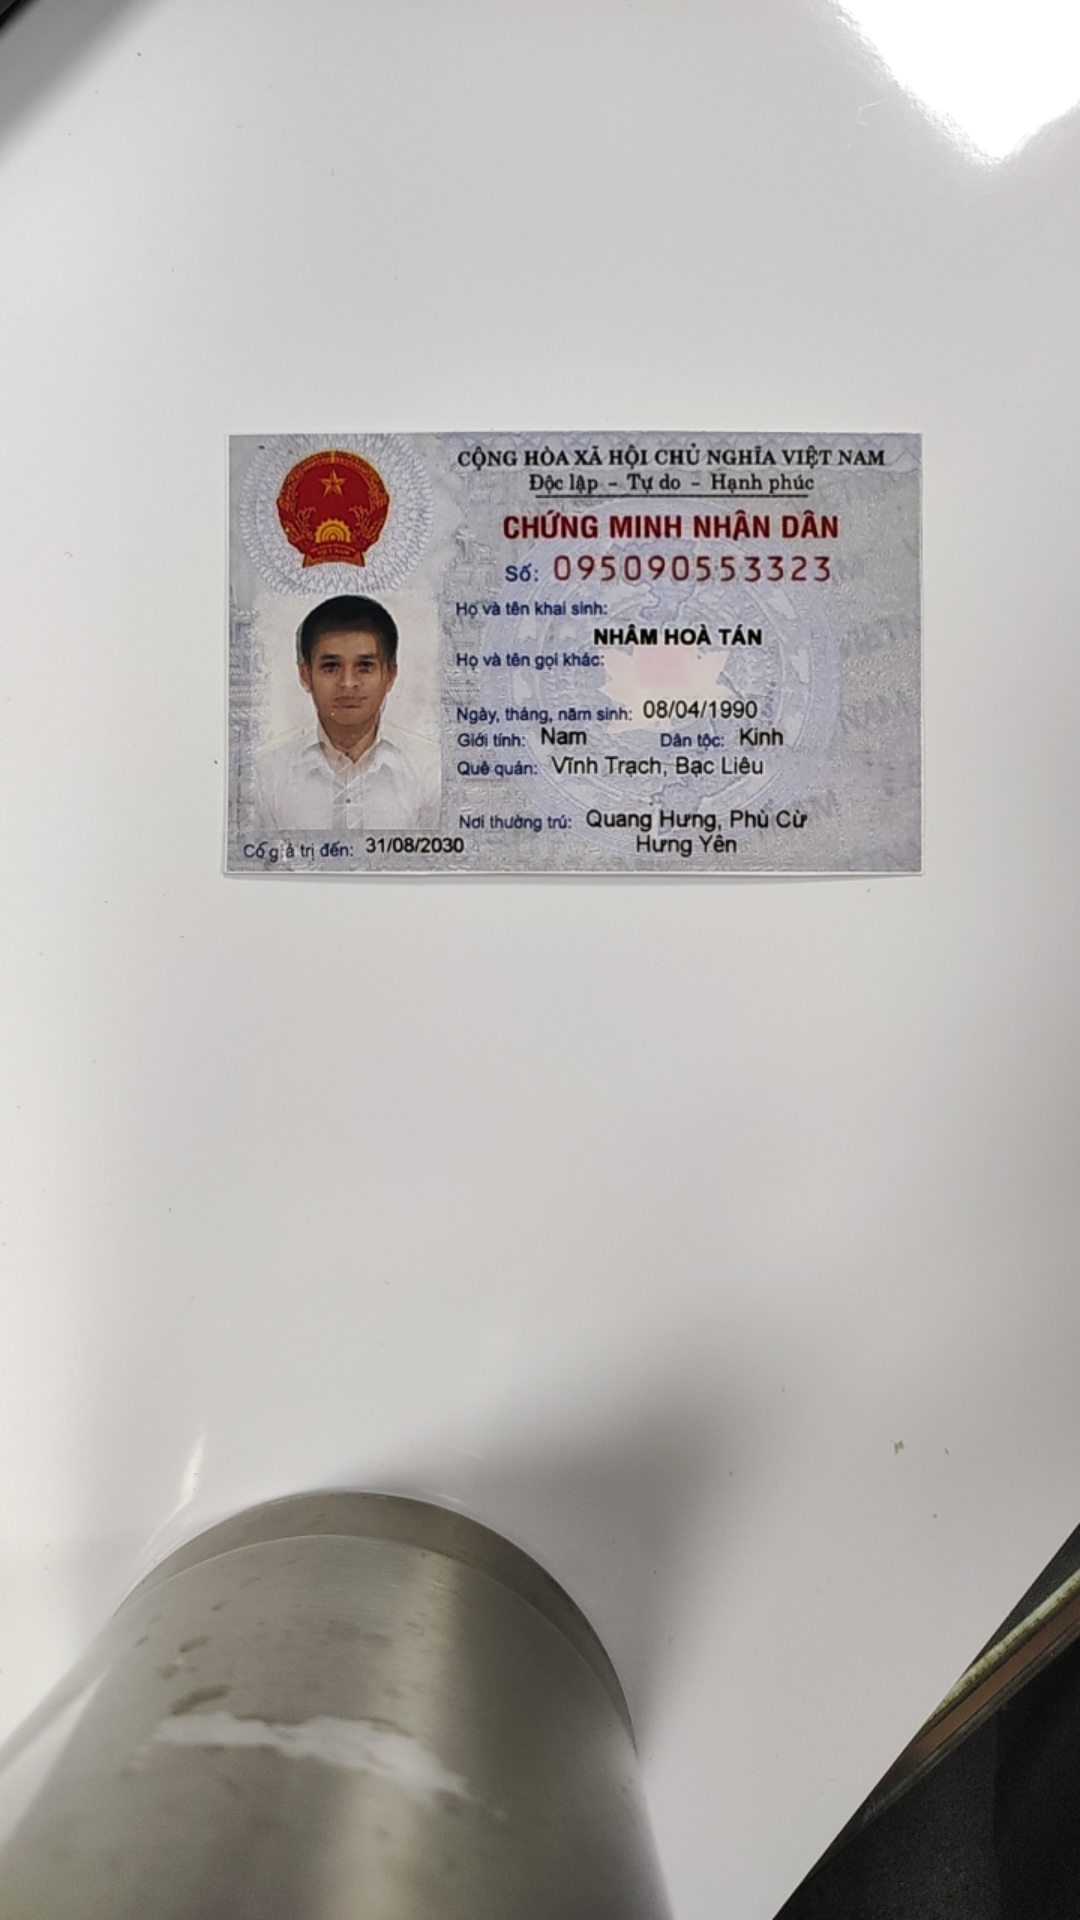 CỘNG HÒA XÃ HỘI CHỦ NGHĨA VIỆT NAM
Độc lập - Tự do - Hạnh phúc
CHỨNG MINH NHÂN DÂN
Số: 095090553323
Họ và tên khai sinh:
NHÂM HOÀ TÁN
Họ và tên gọi khác:
Ngày, tháng, năm sinh: 08/04/1990
Giới tính: Nam Dân tộc: Kinh
Quê quán: Vĩnh Trạch, Bạc Liêu
Nơi thường trú: Quang Hưng, Phù Cừ
Hưng Yên
Có giá trị đến: 31/08/2030